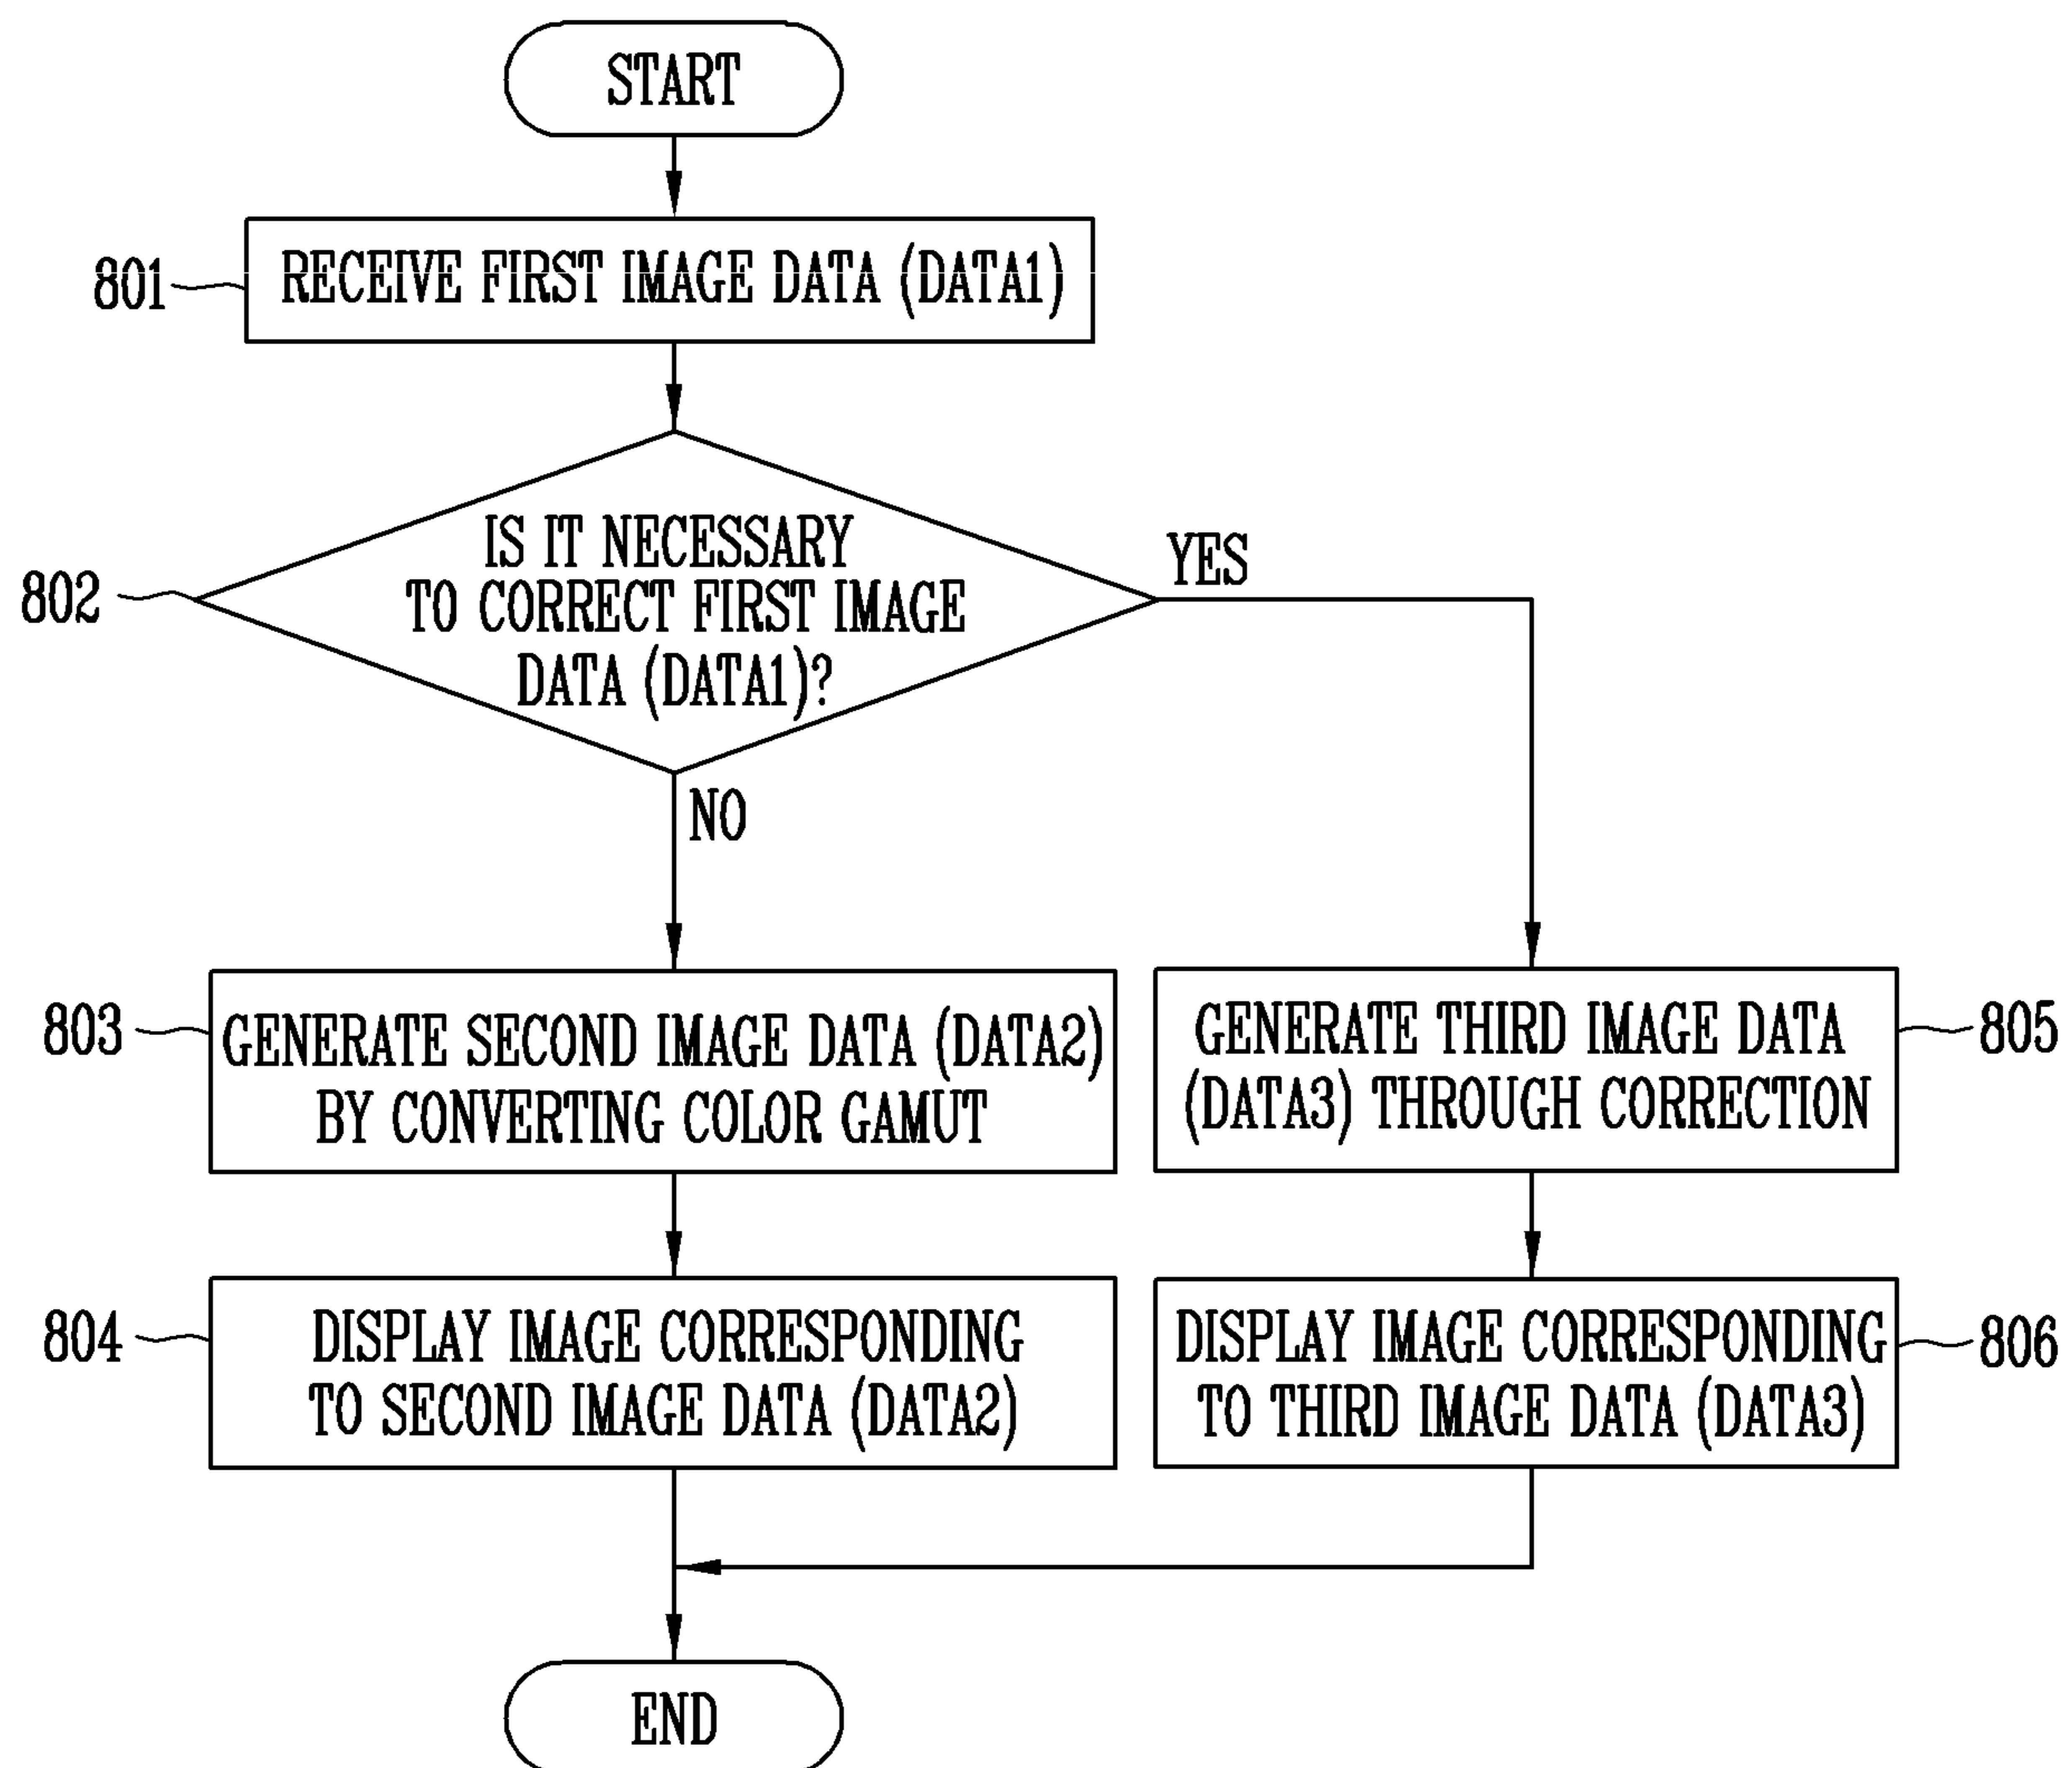 START
801
RECEIVE FIRST IMAGE DATA (DATA1)
802
IS IT NECESSARY
TO CORRECT FIRST IMAGE
DATA (DATA1)?
YES
NO
803
GENERATE SECOND IMAGE DATA (DATA2)
BY CONVERTING COLOR GAMUT
GENERATE THIRD IMAGE DATA
(DATA3) THROUGH CORRECTION
805
804
DISPLAY IMAGE CORRESPONDING
TO SECOND IMAGE DATA (DATA2)
DISPLAY IMAGE CORRESPONDING
TO THIRD IMAGE DATA (DATA3)
806
END